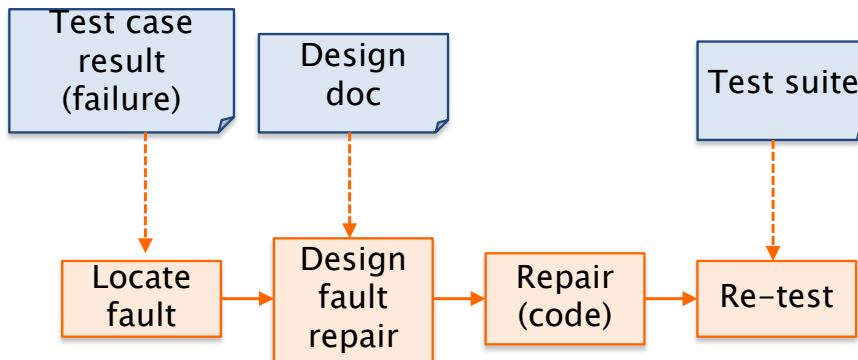 Test case
result
(failure)
Design
doc
Test suite
Locate
fault
Design
fault
repair
Repair
(code)
Re-test